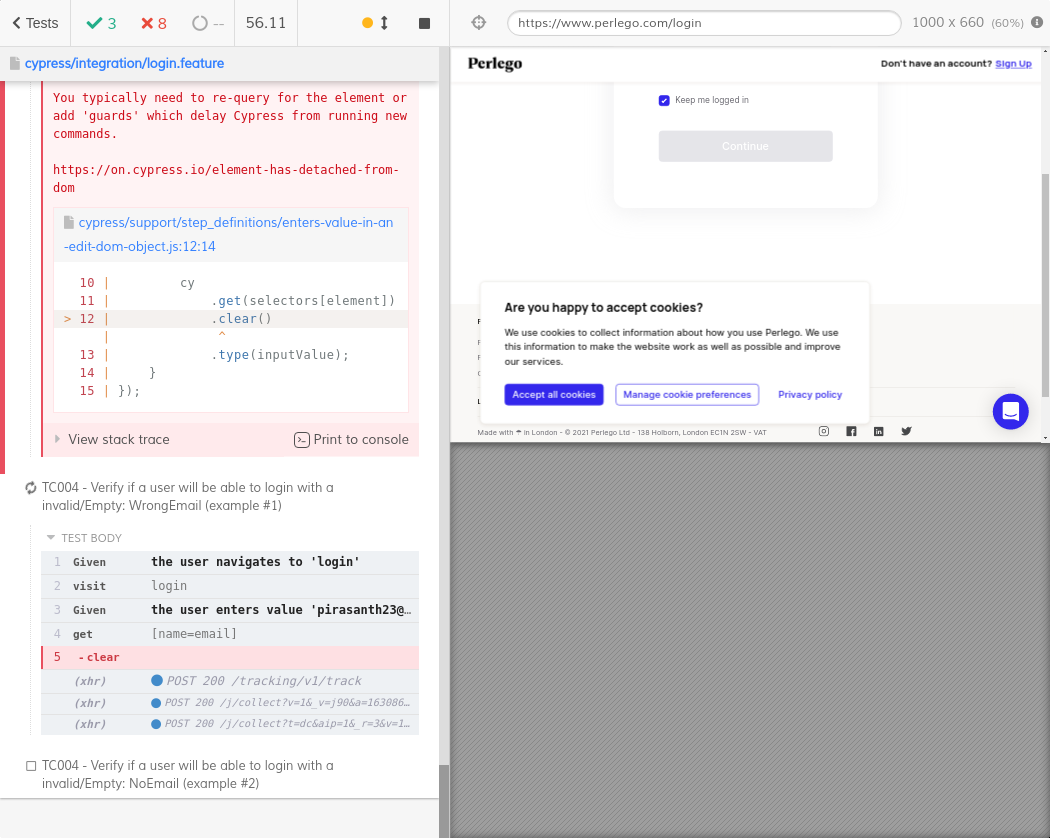 Tests
3
8
--
56.11
https://www.perlego.com/login
1000 x 660 (60%)
cypress/integration/login.feature
You typically need to re-query for the element or
add 'guards' which delay Cypress from running new
commands.
https://on.cypress.io/element-has-detached-from-
dom
cypress/support/step_definitions/enters-value-in-an
-edit-dom-object.js:12:14
10 | cy
11 | .get(selectors[element])
> 12 | .clear()
| ^
13 | .type(inputValue);
14 | }
15 | });
View stack trace
Print to console
TC004 - Verify if a user will be able to login with a
invalid/Empty: WrongEmail (example #1)
TEST BODY
1 Given the user navigates to 'login'
2 visit login
3 Given the user enters value 'pirasanth23@…
4 get [name=email]
5 -clear
(xhr) POST 200 /tracking/v1/track
(xhr) POST 200 /j/collect?v=1&_v=j90&a=163086…
(xhr) POST 200 /j/collect?t=dc&aip=1&_r=3&v=1…
TC004 - Verify if a user will be able to login with a
invalid/Empty: NoEmail (example #2)
Perlego
Don't have an account? Sign Up
Keep me logged in
Continue
Are you happy to accept cookies?
We use cookies to collect information about how you use Perlego. We use
this information to make the website work as well as possible and improve
our services.
Accept all cookies
Manage cookie preferences
Privacy policy
Made with ☂ in London - © 2021 Perlego Ltd - 138 Holborn, London EC1N 2SW - VAT